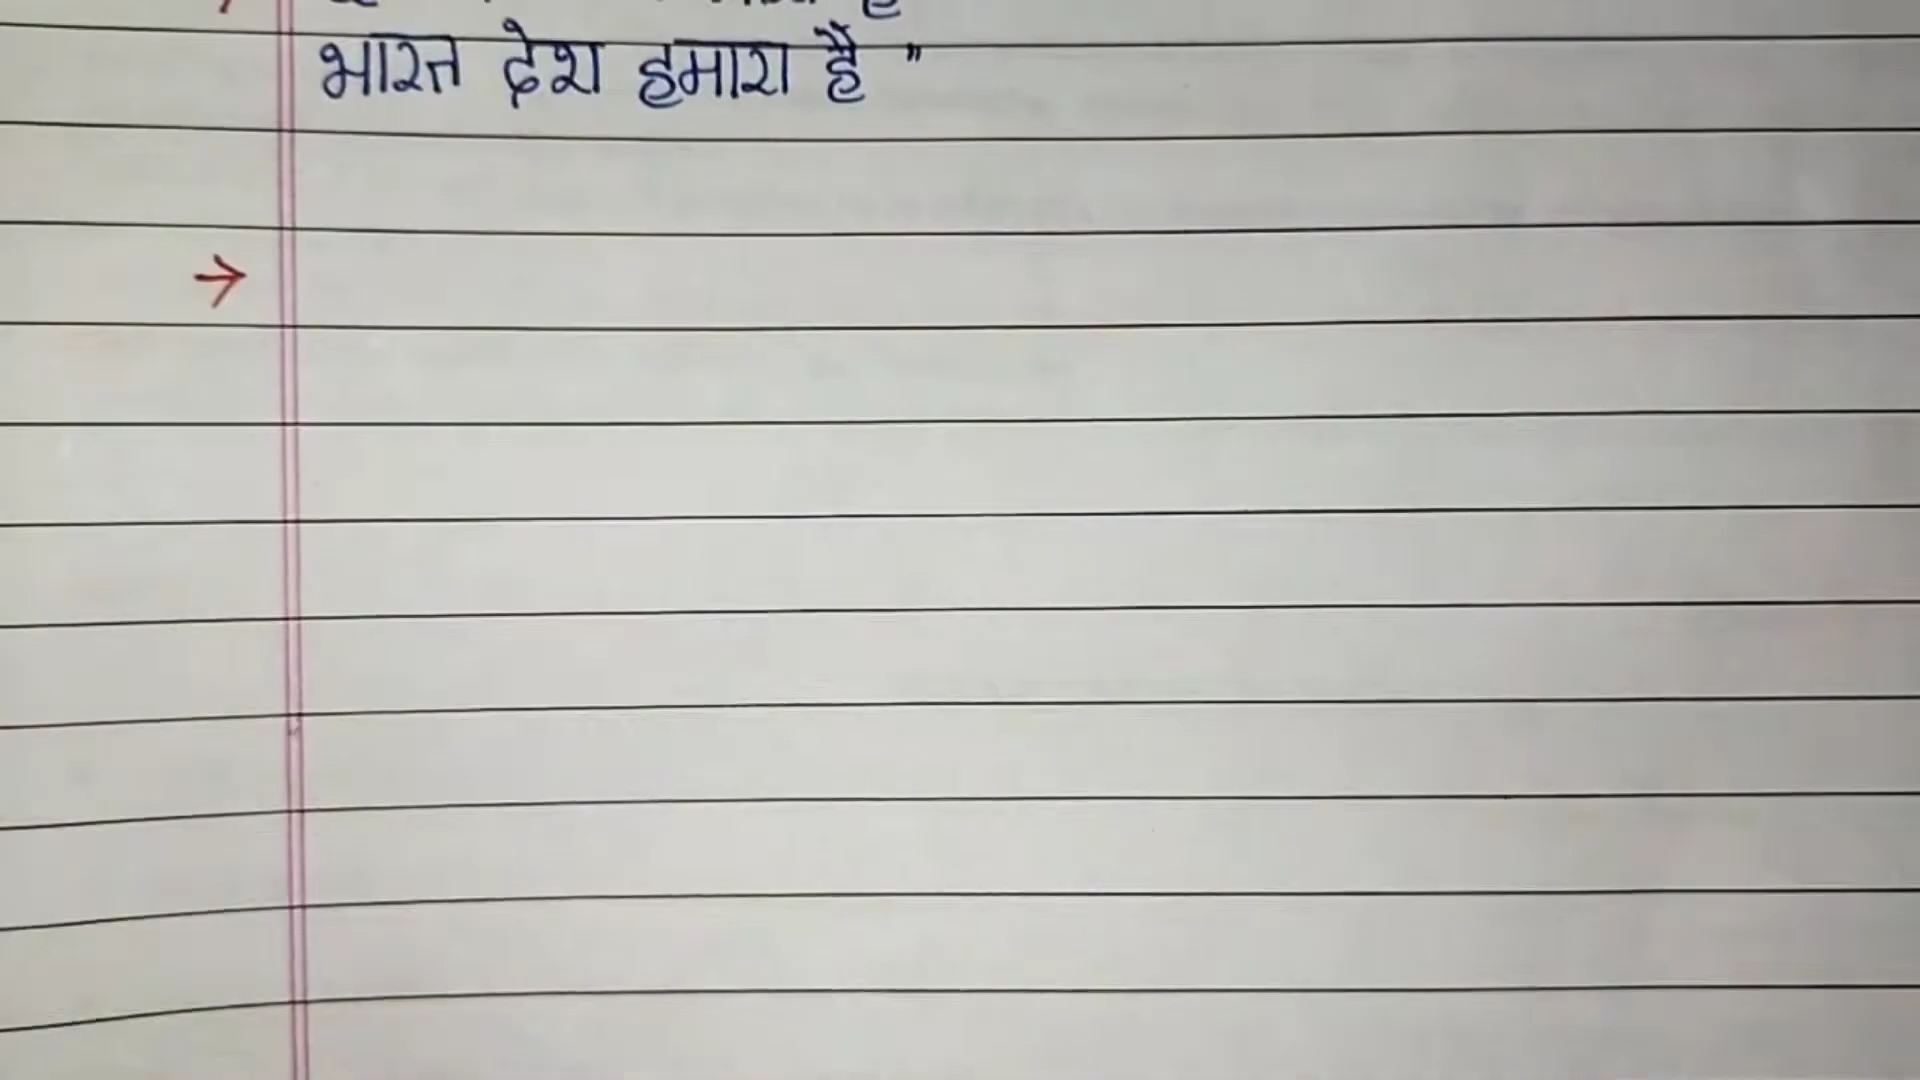 भारत देश हमारा है "
→